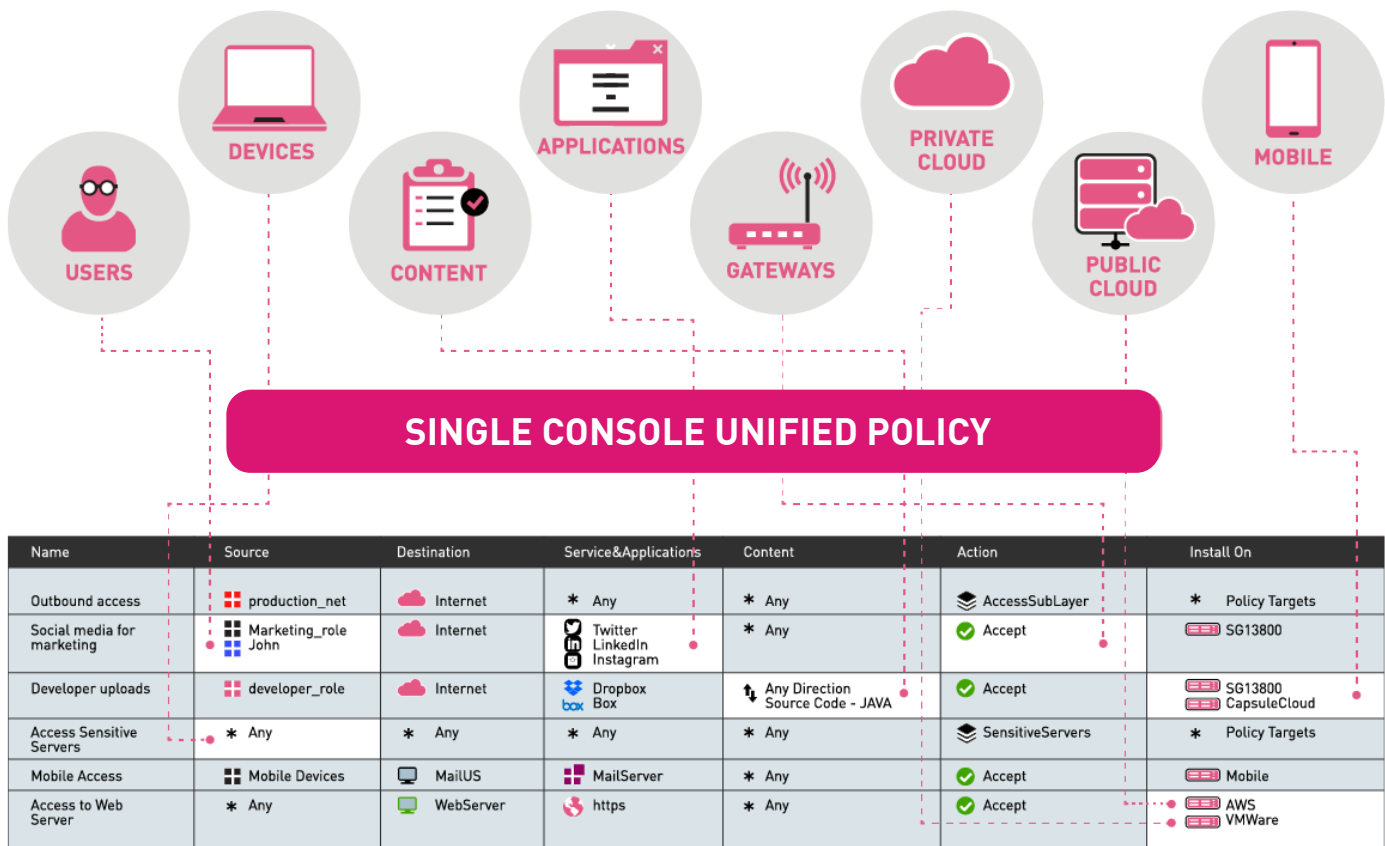 DEVICES
APPLICATIONS
PRIVATE
CLOUD
MOBILE
USERS
CONTENT
GATEWAYS
PUBLIC
CLOUD
SINGLE CONSOLE UNIFIED POLICY
Name Source Destination Service&Applications Content Action Install On
Outbound access production_net Internet * Any * Any AccessSubLayer * Policy Targets
Social media for Marketing_role Internet Twitter * Any Accept SG13800
marketing John LinkedIn
Instagram
Developer uploads developer_role Internet Dropbox Any Direction Accept SG13800
box Box Source Code - JAVA CapsuleCloud
Access Sensitive * Any * Any * Any * Any SensitiveServers * Policy Targets
Servers
Mobile Access Mobile Devices MailUS MailServer * Any Accept Mobile
Access to Web * Any WebServer https * Any Accept AWS
Server VMWare